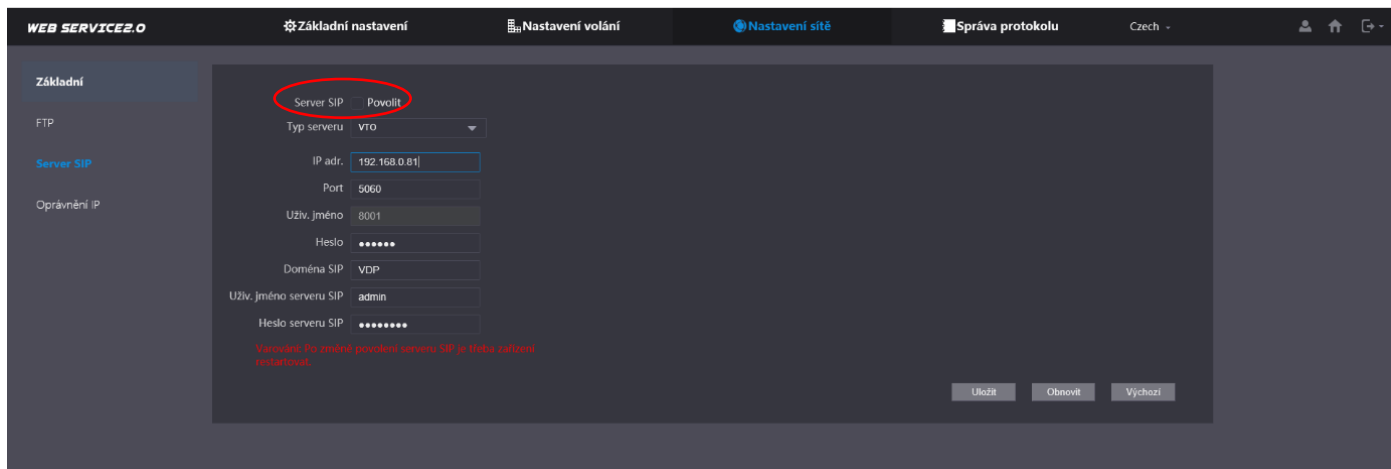 WEB SERVICE2.0 Základní nastavení Nastavení volání Nastavení sítě Správa protokolu Czech
Základní
FTP
Server SIP
Oprávnění IP
Server SIP Povolit
Typ serveru VTO
IP adr. 192.168.0.81
Port 5060
Uživ. jméno 8001
Heslo ••••••
Doména SIP VDP
Uživ. jméno serveru SIP admin
Heslo serveru SIP ••••••••
Varování: Po změně povolení serveru SIP je třeba zařízení
restartovat.
Uložit Obnovit Výchozí